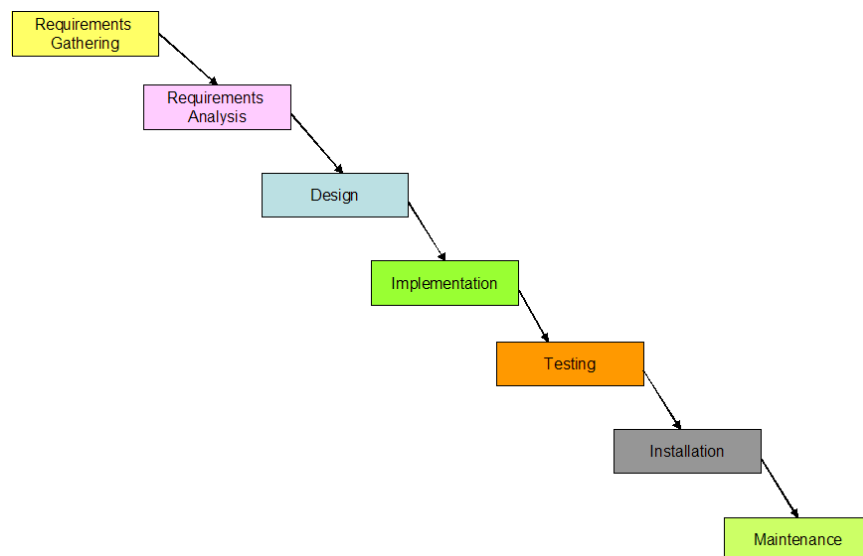 Requirements
Gathering
Requirements
Analysis
Design
Implementation
Testing
Installation
Maintenance